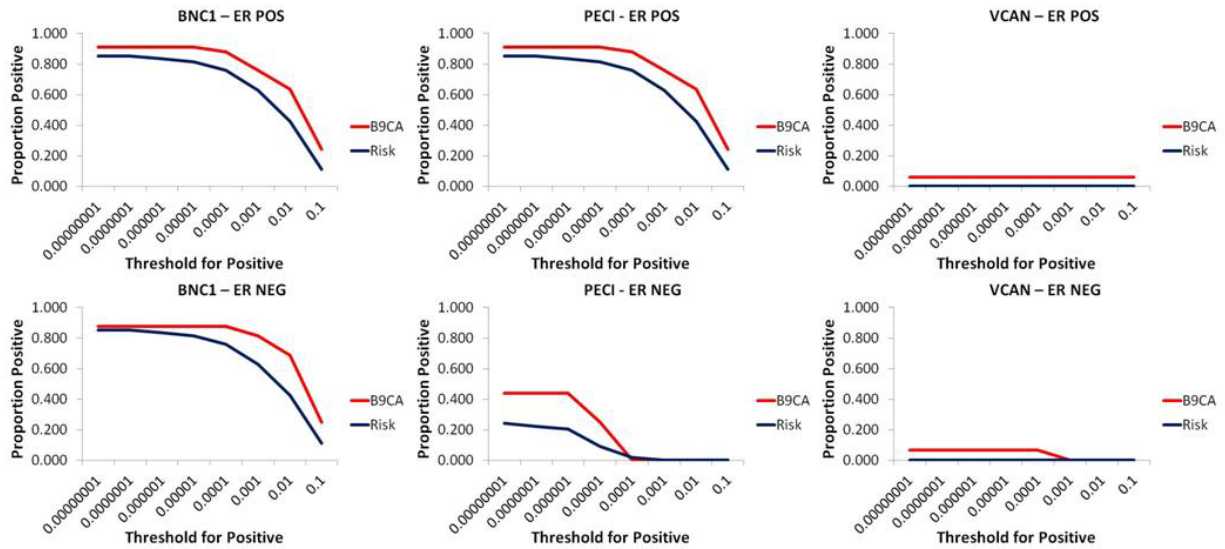 BNC1 – ER POS
Proportion Positive
1.000
0.800
0.600
0.400
0.200
0.000
B9CA
Risk
0.00000001
0.0000001
0.000001
0.00001
0.0001
0.001
0.01
0.1
Threshold for Positive
PECI - ER POS
Proportion Positive
1.000
0.800
0.600
0.400
0.200
0.000
B9CA
Risk
0.00000001
0.0000001
0.000001
0.00001
0.0001
0.001
0.01
0.1
Threshold for Positive
VCAN – ER POS
Proportion Positive
1.000
0.800
0.600
0.400
0.200
0.000
B9CA
Risk
0.00000001
0.0000001
0.000001
0.00001
0.0001
0.001
0.01
0.1
Threshold for Positive
BNC1 – ER NEG
Proportion Positive
1.000
0.800
0.600
0.400
0.200
0.000
B9CA
Risk
0.00000001
0.0000001
0.000001
0.00001
0.0001
0.001
0.01
0.1
Threshold for Positive
PECI - ER NEG
Proportion Positive
1.000
0.800
0.600
0.400
0.200
0.000
B9CA
Risk
0.00000001
0.0000001
0.000001
0.00001
0.0001
0.001
0.01
0.1
Threshold for Positive
VCAN – ER NEG
Proportion Positive
1.000
0.800
0.600
0.400
0.200
0.000
B9CA
Risk
0.00000001
0.0000001
0.000001
0.00001
0.0001
0.001
0.01
0.1
Threshold for Positive